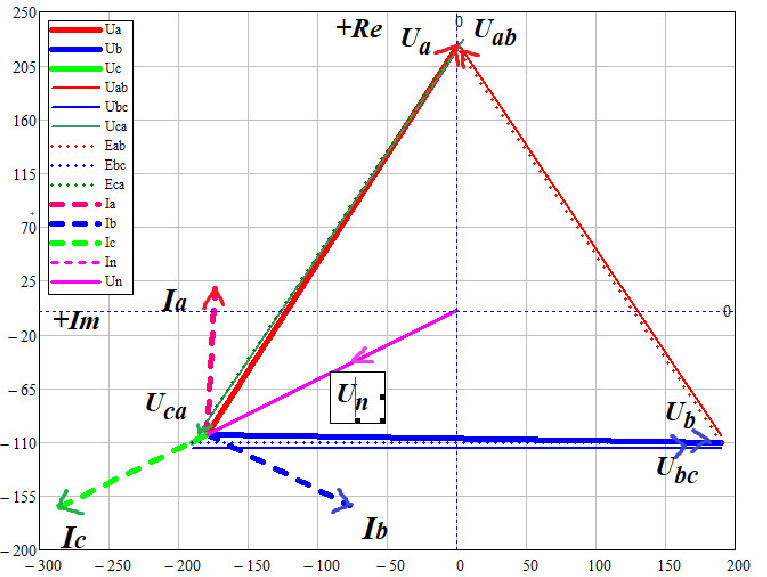 250
205
160
115
70
25
−20
−65
−110
−155
−200
Ua
Ub
Uc
Uab
Ubc
Uca
Eab
Ebc
Eca
Ia
Ib
Ic
In
Un
+Re
0
Ua
Uab
Ia
+Im
0
Un
Uca
Ub
Ubc
Ic
Ib
−300 −250 −200 −150 −100 −50 0 50 100 150 200